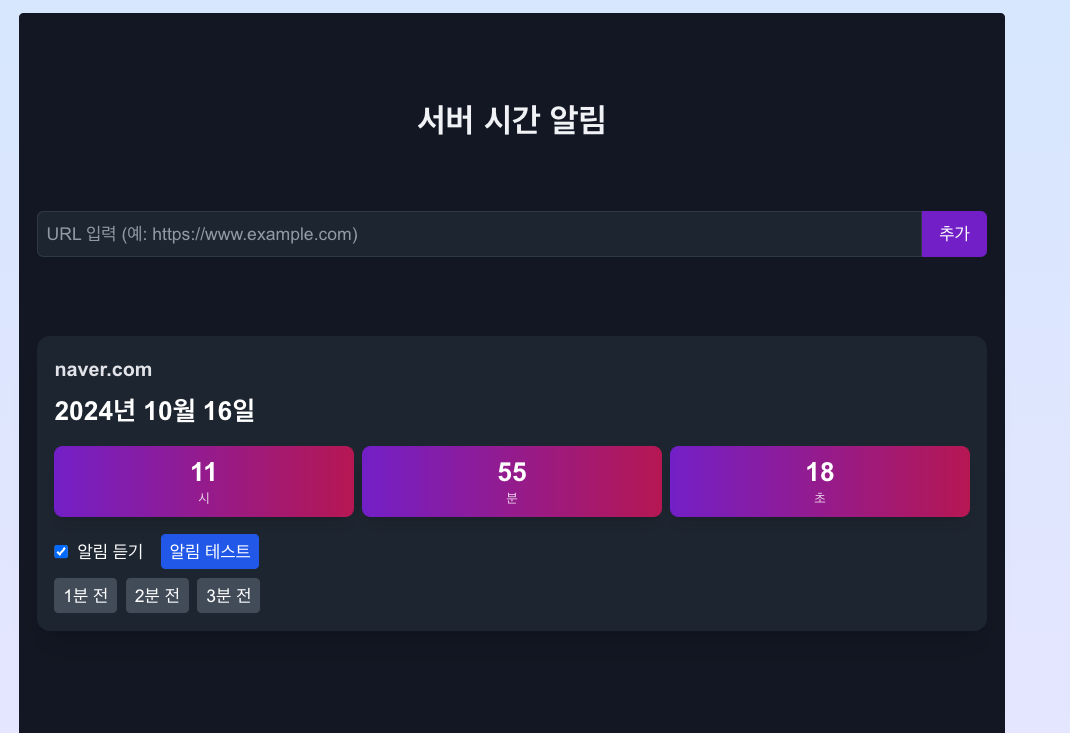 서버 시간 알림
URL 입력 (예: https://www.example.com)
추가
naver.com
2024년 10월 16일
11
시
55
분
18
초
알림 듣기
알림 테스트
1분 전
2분 전
3분 전